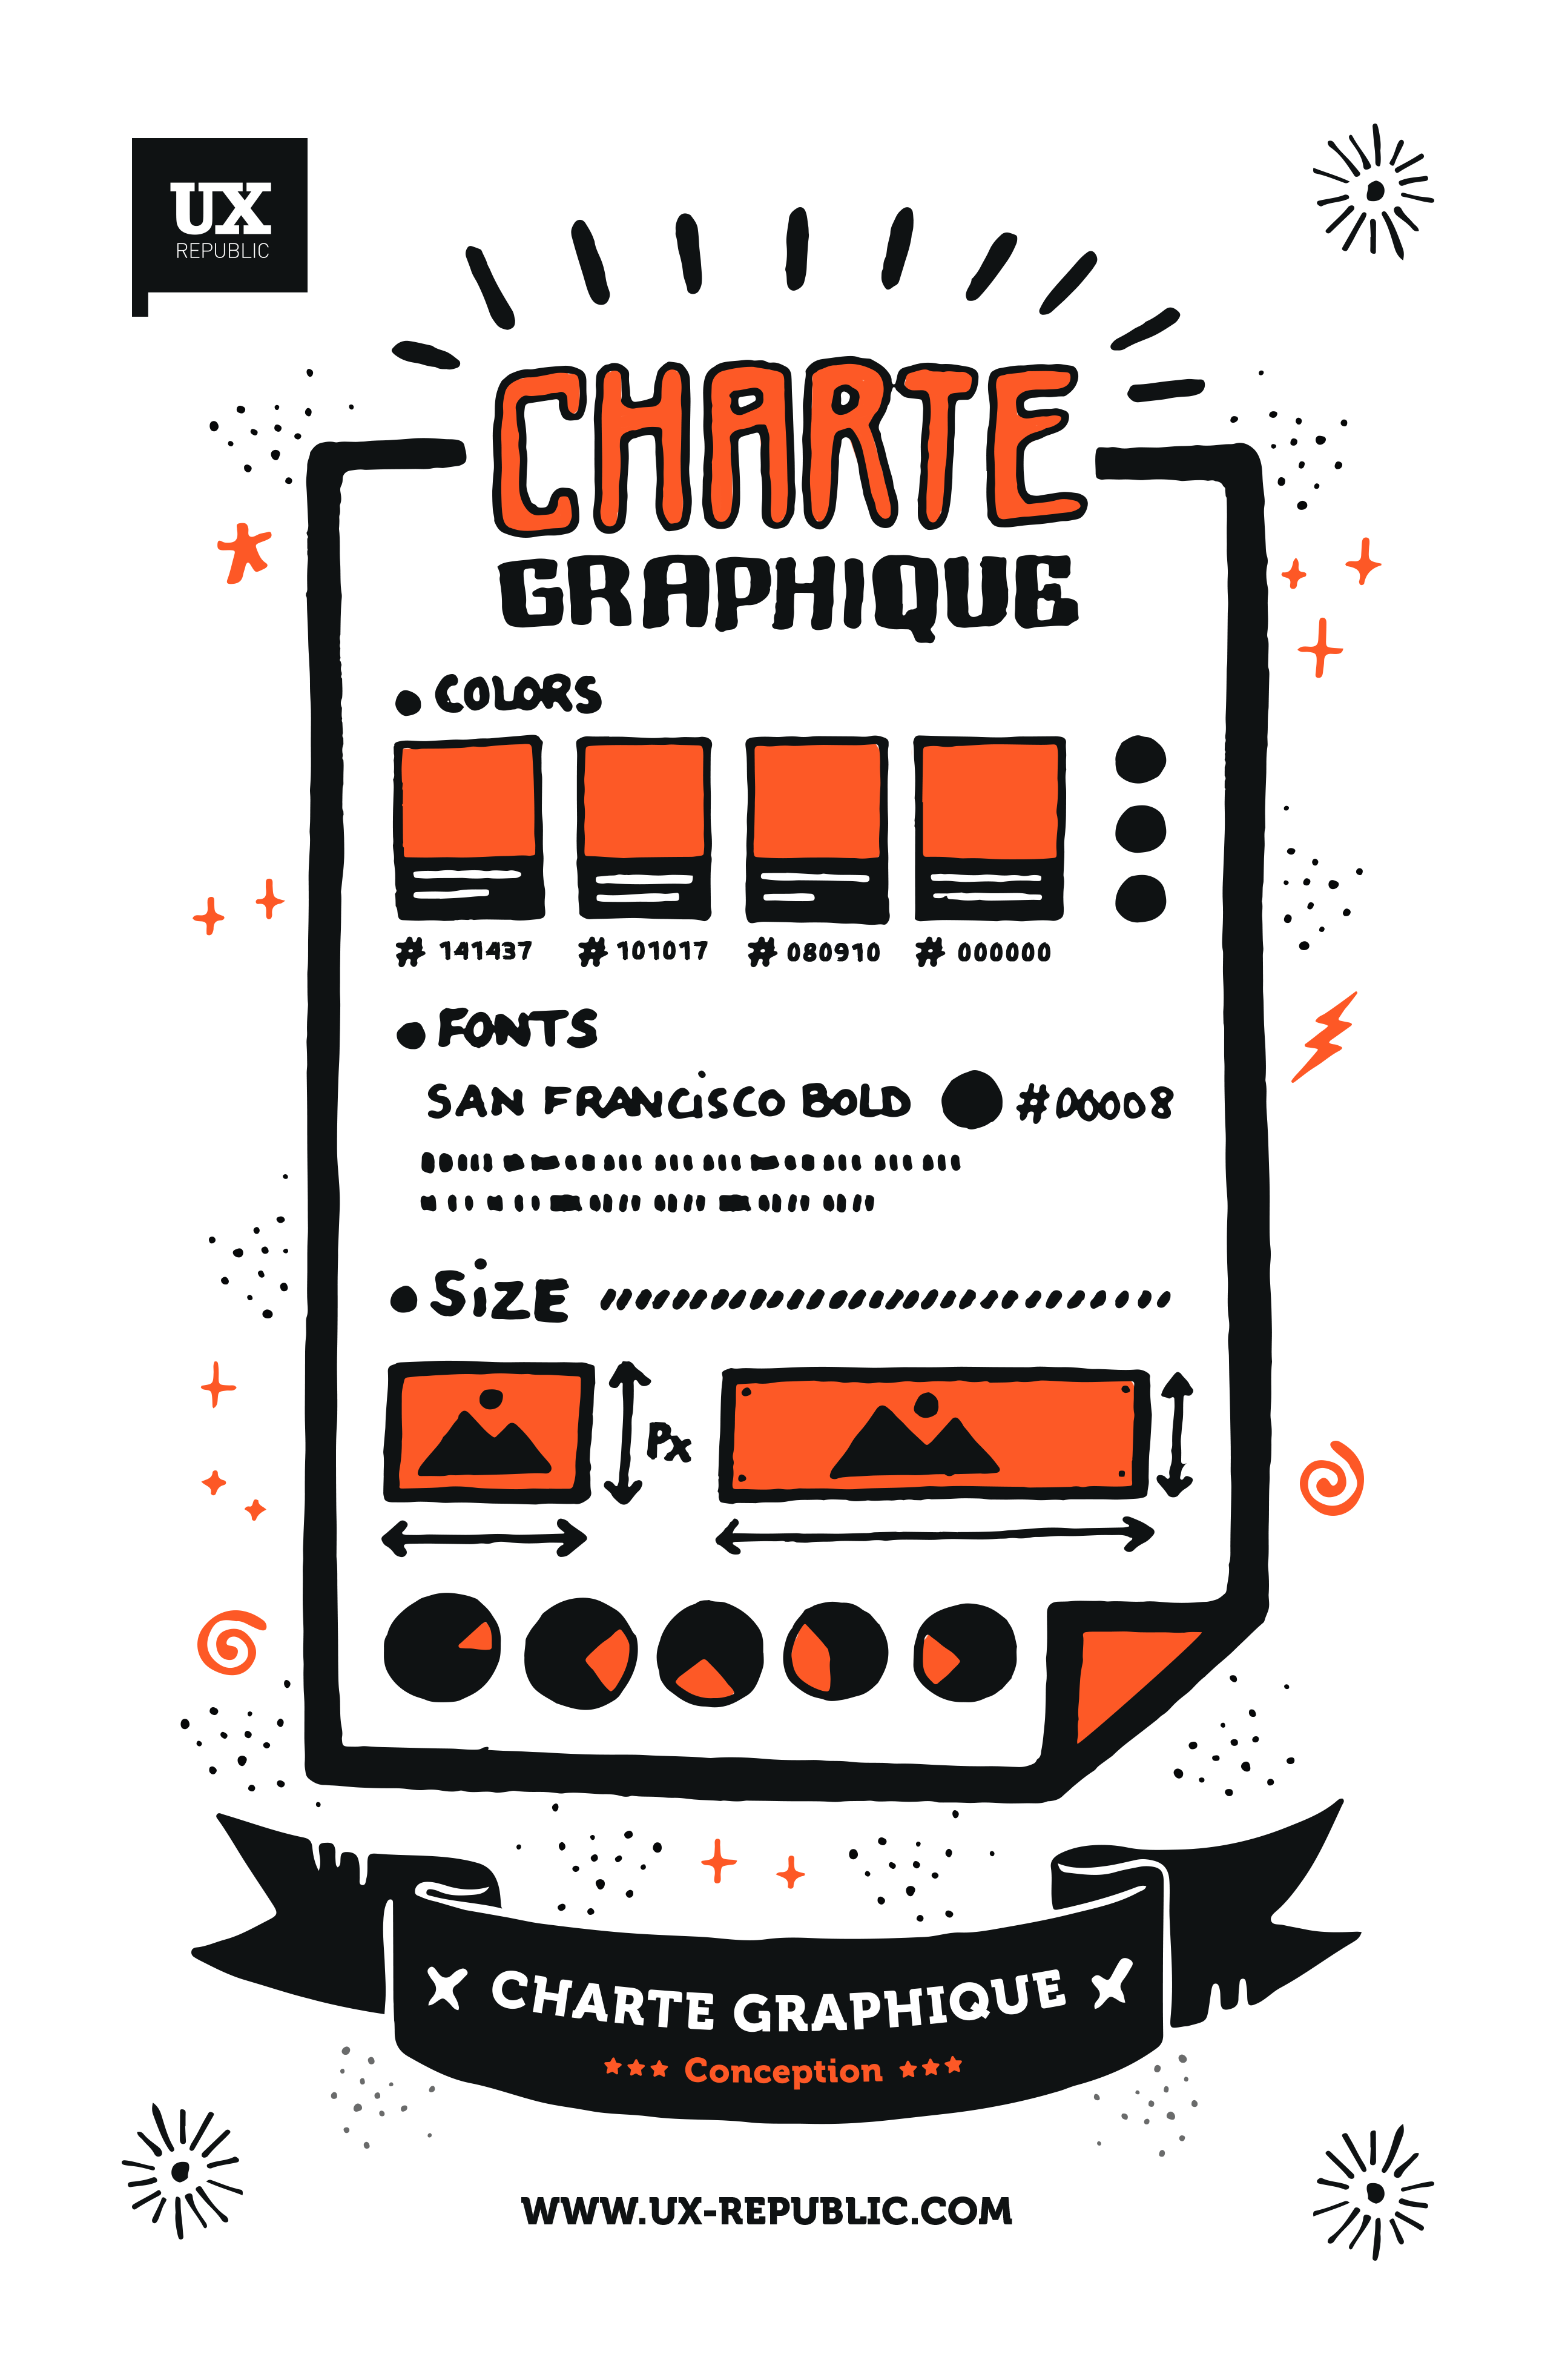 UX
REPUBLIC
CHARTE
GRAPHIQUE
COLORS
# 141437 # 101017 # 080910 # 000000
FONTS
SAN FRANCiSCO BOLD #00008
SiZE
Px
CHARTE GRAPHIQUE
Conception
WWW.UX-REPUBLIC.COM